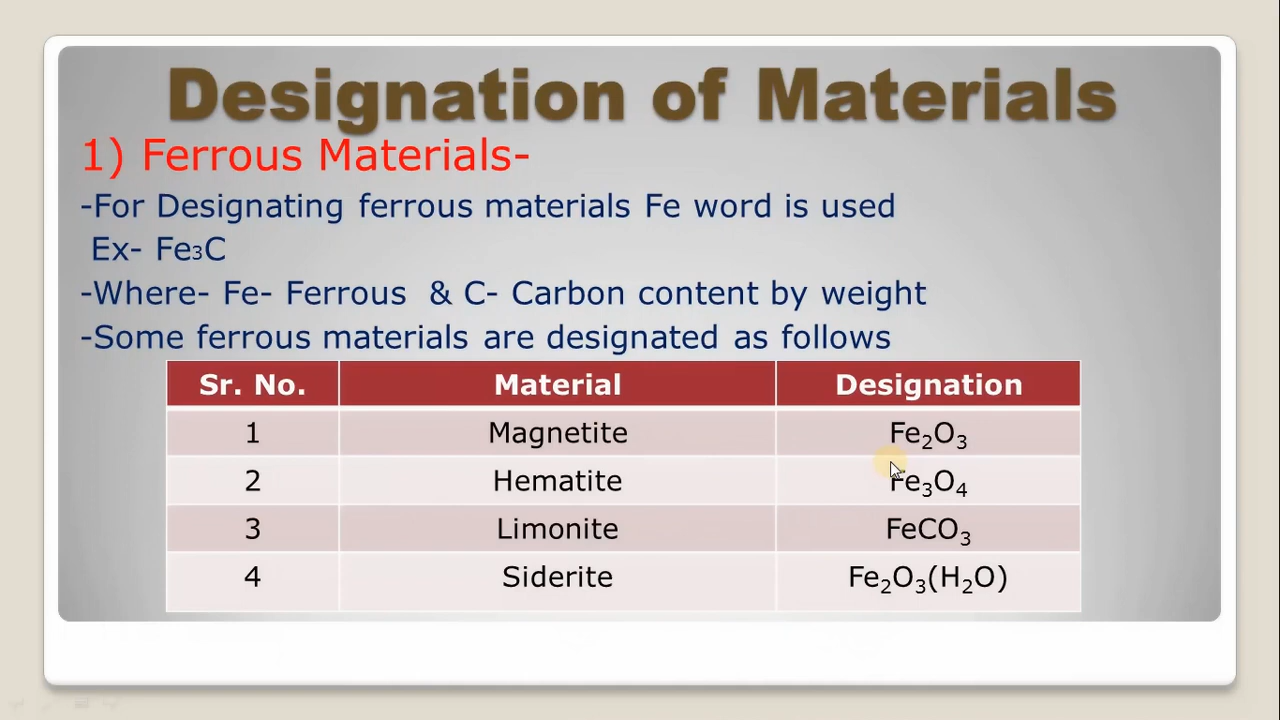 Designation of Materials
1) Ferrous Materials-
-For Designating ferrous materials Fe word is used
Ex- Fe₃C
-Where- Fe- Ferrous & C- Carbon content by weight
-Some ferrous materials are designated as follows
Sr. No. Material Designation
1 Magnetite Fe₂O₃
2 Hematite Fe₃O₄
3 Limonite FeCO₃
4 Siderite Fe₂O₃(H₂O)